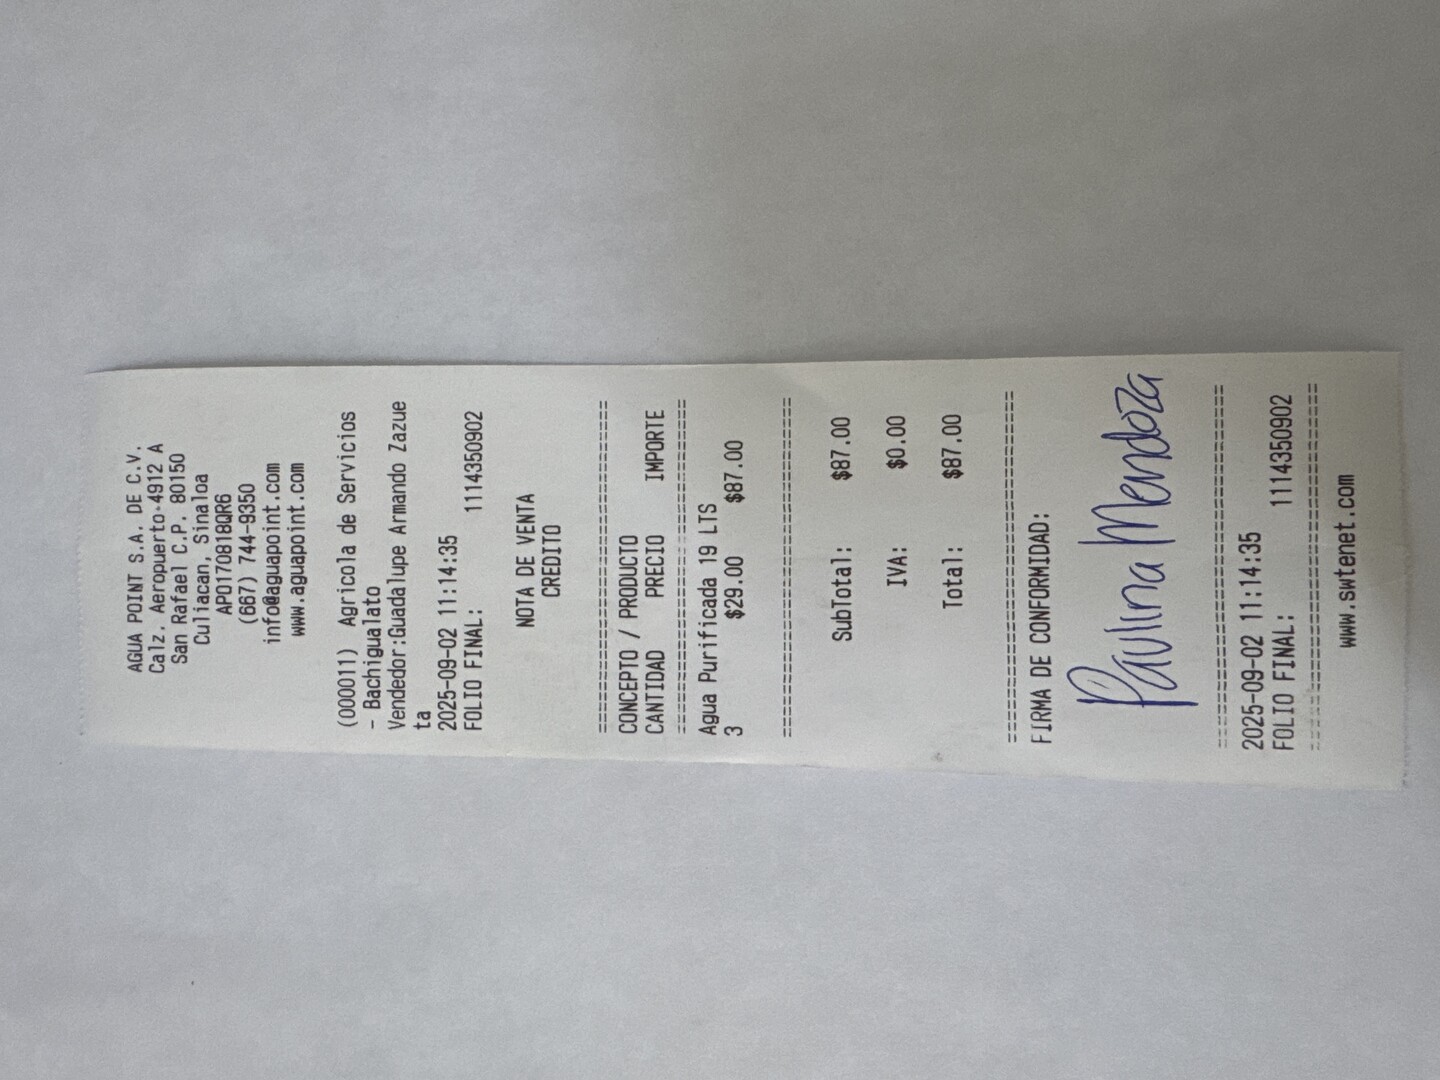 AGUA POINT S.A. DE C.V.
Calz. Aeropuerto 4912 A
San Rafael C.P. 80150
Culiacan, Sinaloa
APO170818QR6
(667) 744-9350
info@aguapoint.com
www.aguapoint.com
(000011) Agricola de Servicios
- Bachigualato
Vendedor:Guadalupe Armando Zazue
ta
2025-09-02 11:14:35
FOLIO FINAL: 1114350902
NOTA DE VENTA
CREDITO
================================
CONCEPTO / PRODUCTO
CANTIDAD PRECIO IMPORTE
================================
Agua Purificada 19 LTS
3 $29.00 $87.00
================================
SubTotal: $87.00
IVA: $0.00
Total: $87.00
================================
FIRMA DE CONFORMIDAD:
Paulina Mendoza
================================
2025-09-02 11:14:35
FOLIO FINAL: 1114350902
================================
www.swtenet.com